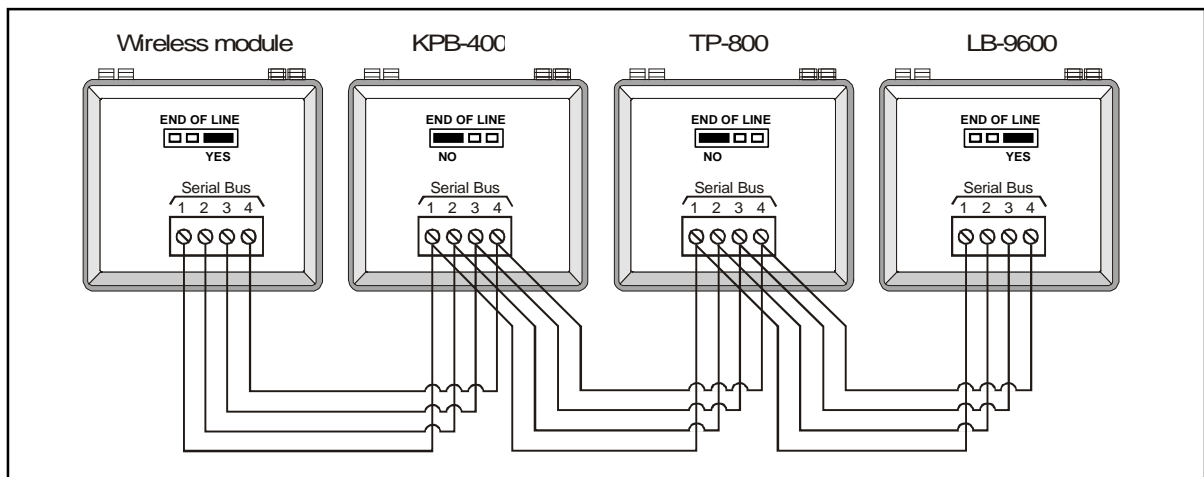 Wireless module KPB-400 TP-800 LB-9600
END OF LINE END OF LINE END OF LINE END OF LINE
YES NO NO YES
Serial Bus Serial Bus Serial Bus Serial Bus
1 2 3 4 1 2 3 4 1 2 3 4 1 2 3 4